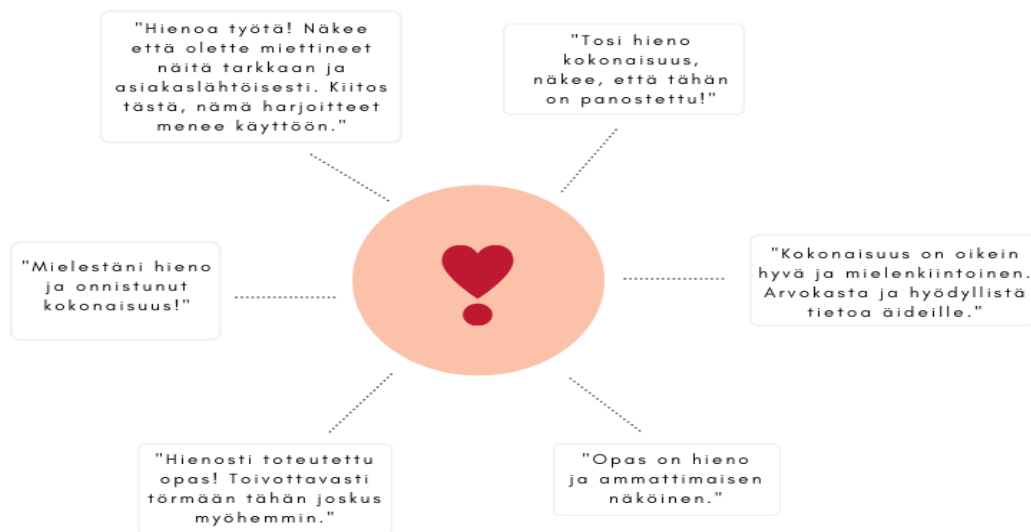 "Hienoa työtä! Näkee
että olette miettineet
näitä tarkkaan ja
asiakaslähtöisesti. Kiitos
tästä, nämä harjoitteet
menee käyttöön."
"Tosi hieno
kokonaisuus,
näkee, että tähän
on panostettu!"
"Mielestäni hieno
ja onnistunut
kokonaisuus!"
"Kokonaisuus on oikein
hyvä ja mielenkiintoinen.
Arvokasta ja hyödyllistä
tietoa äideille."
"Hienosti toteutettu
opas! Toivottavasti
törmään tähän joskus
myöhemmin."
"Opas on hieno
ja ammattimaisen
näköinen."